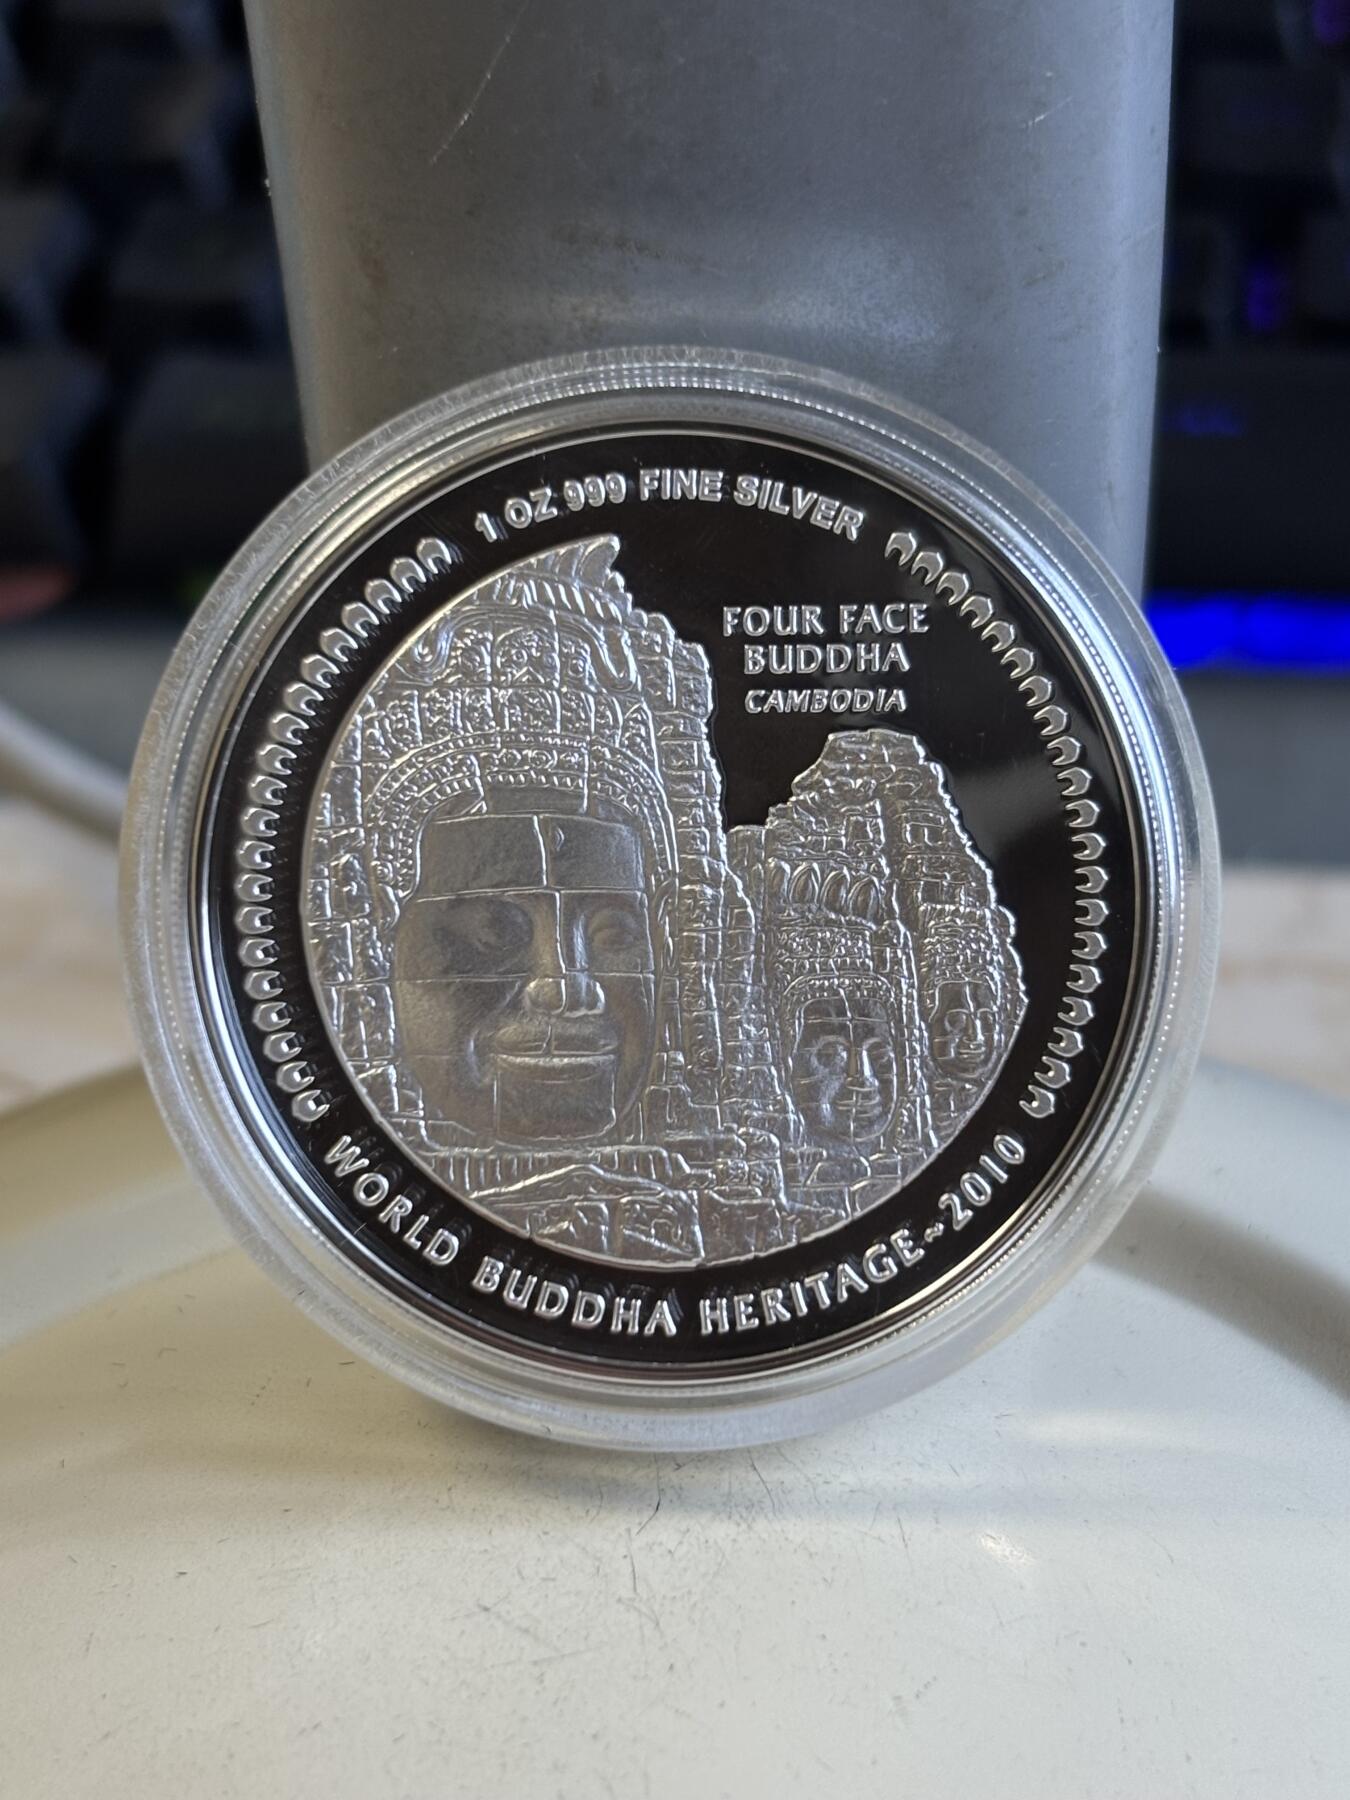 1 OZ 999 FINE SILVER
FOUR FACE
BUDDHA
CAMBODIA
WORLD BUDDHA HERITAGE~2010